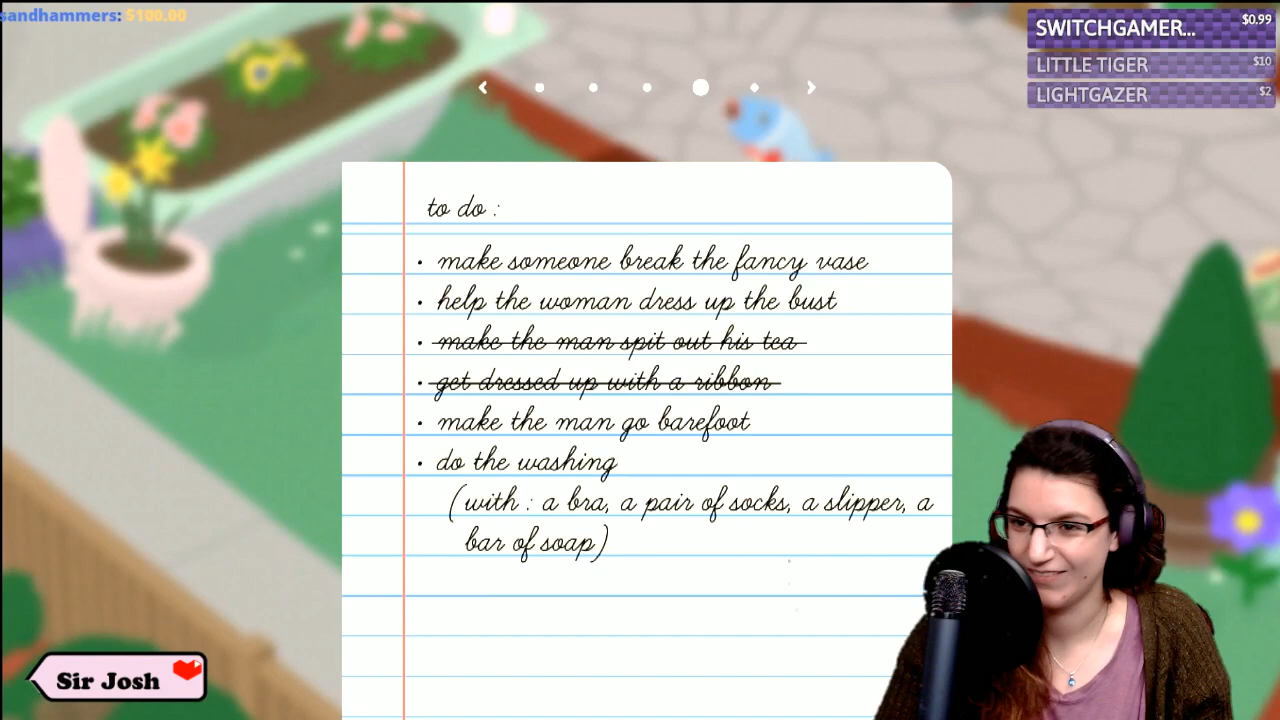 sandhammers: $100.00
SWITCHGAMER... $0.99
LITTLE TIGER $10
LIGHTGAZER $2
to do :
• make someone break the fancy vase
• help the woman dress up the bust
• make the man spit out his tea
• get dressed up with a ribbon
• make the man go barefoot
• do the washing
(with : a bra, a pair of socks, a slipper, a
bar of soap)
Sir Josh